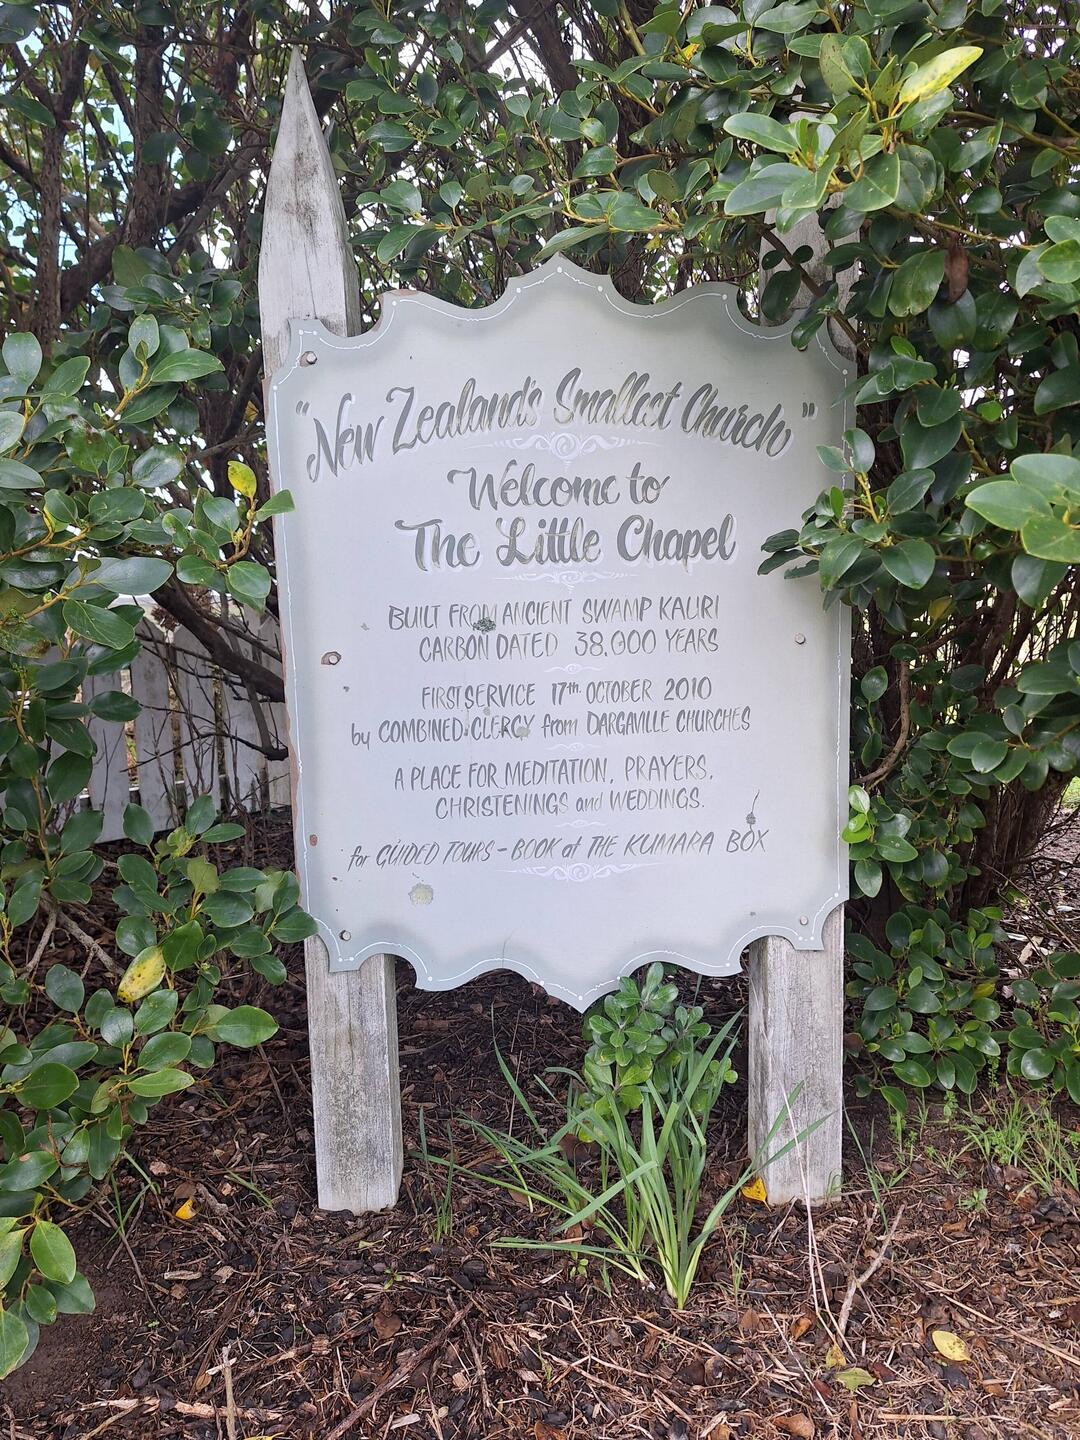 "New Zealand's Smallest Church"
Welcome to
The Little Chapel
BUILT FROM ANCIENT SWAMP KAURI
CARBON DATED 38,000 YEARS
FIRST SERVICE 17th. OCTOBER 2010
by COMBINED CLERGY from DARGAVILLE CHURCHES
A PLACE FOR MEDITATION, PRAYERS,
CHRISTENINGS and WEDDINGS.
for GUIDED TOURS - BOOK at THE KUMARA BOX